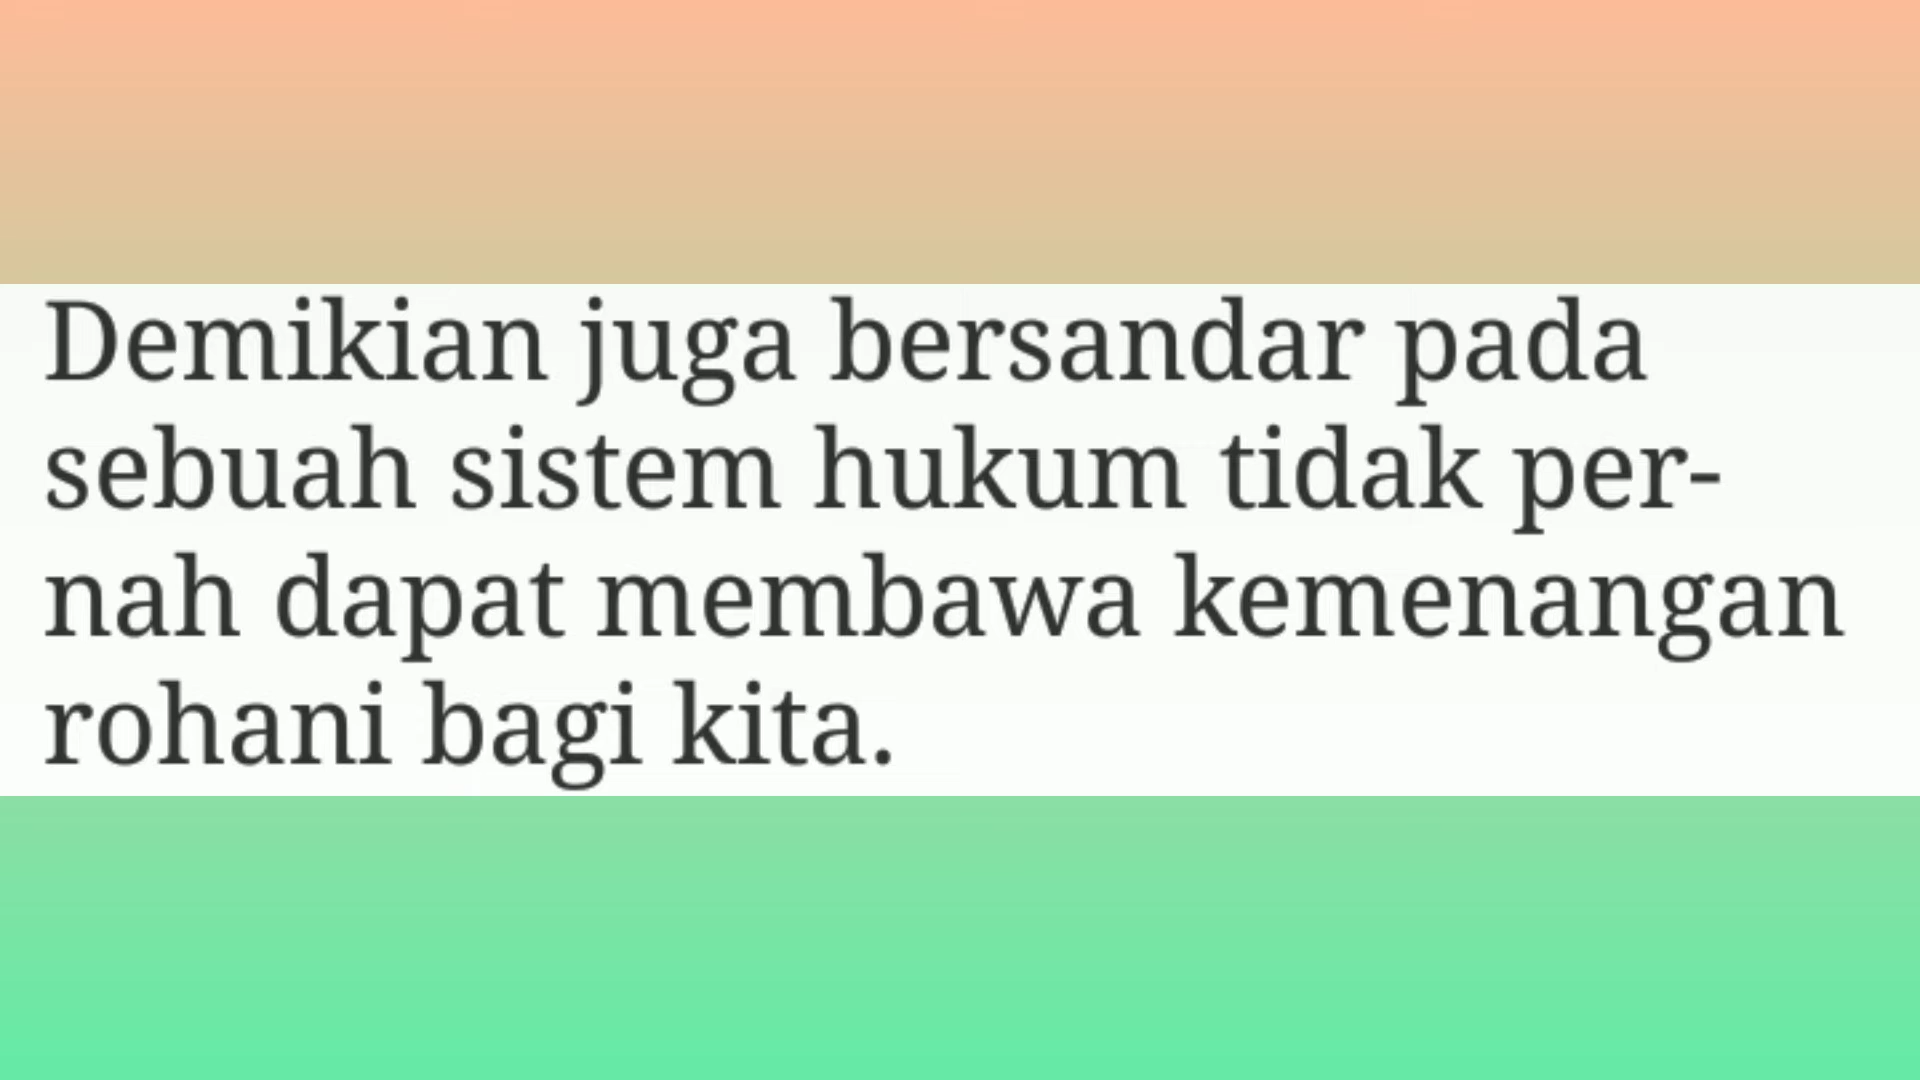 Demikian juga bersandar pada
sebuah sistem hukum tidak per-
nah dapat membawa kemenangan
rohani bagi kita.